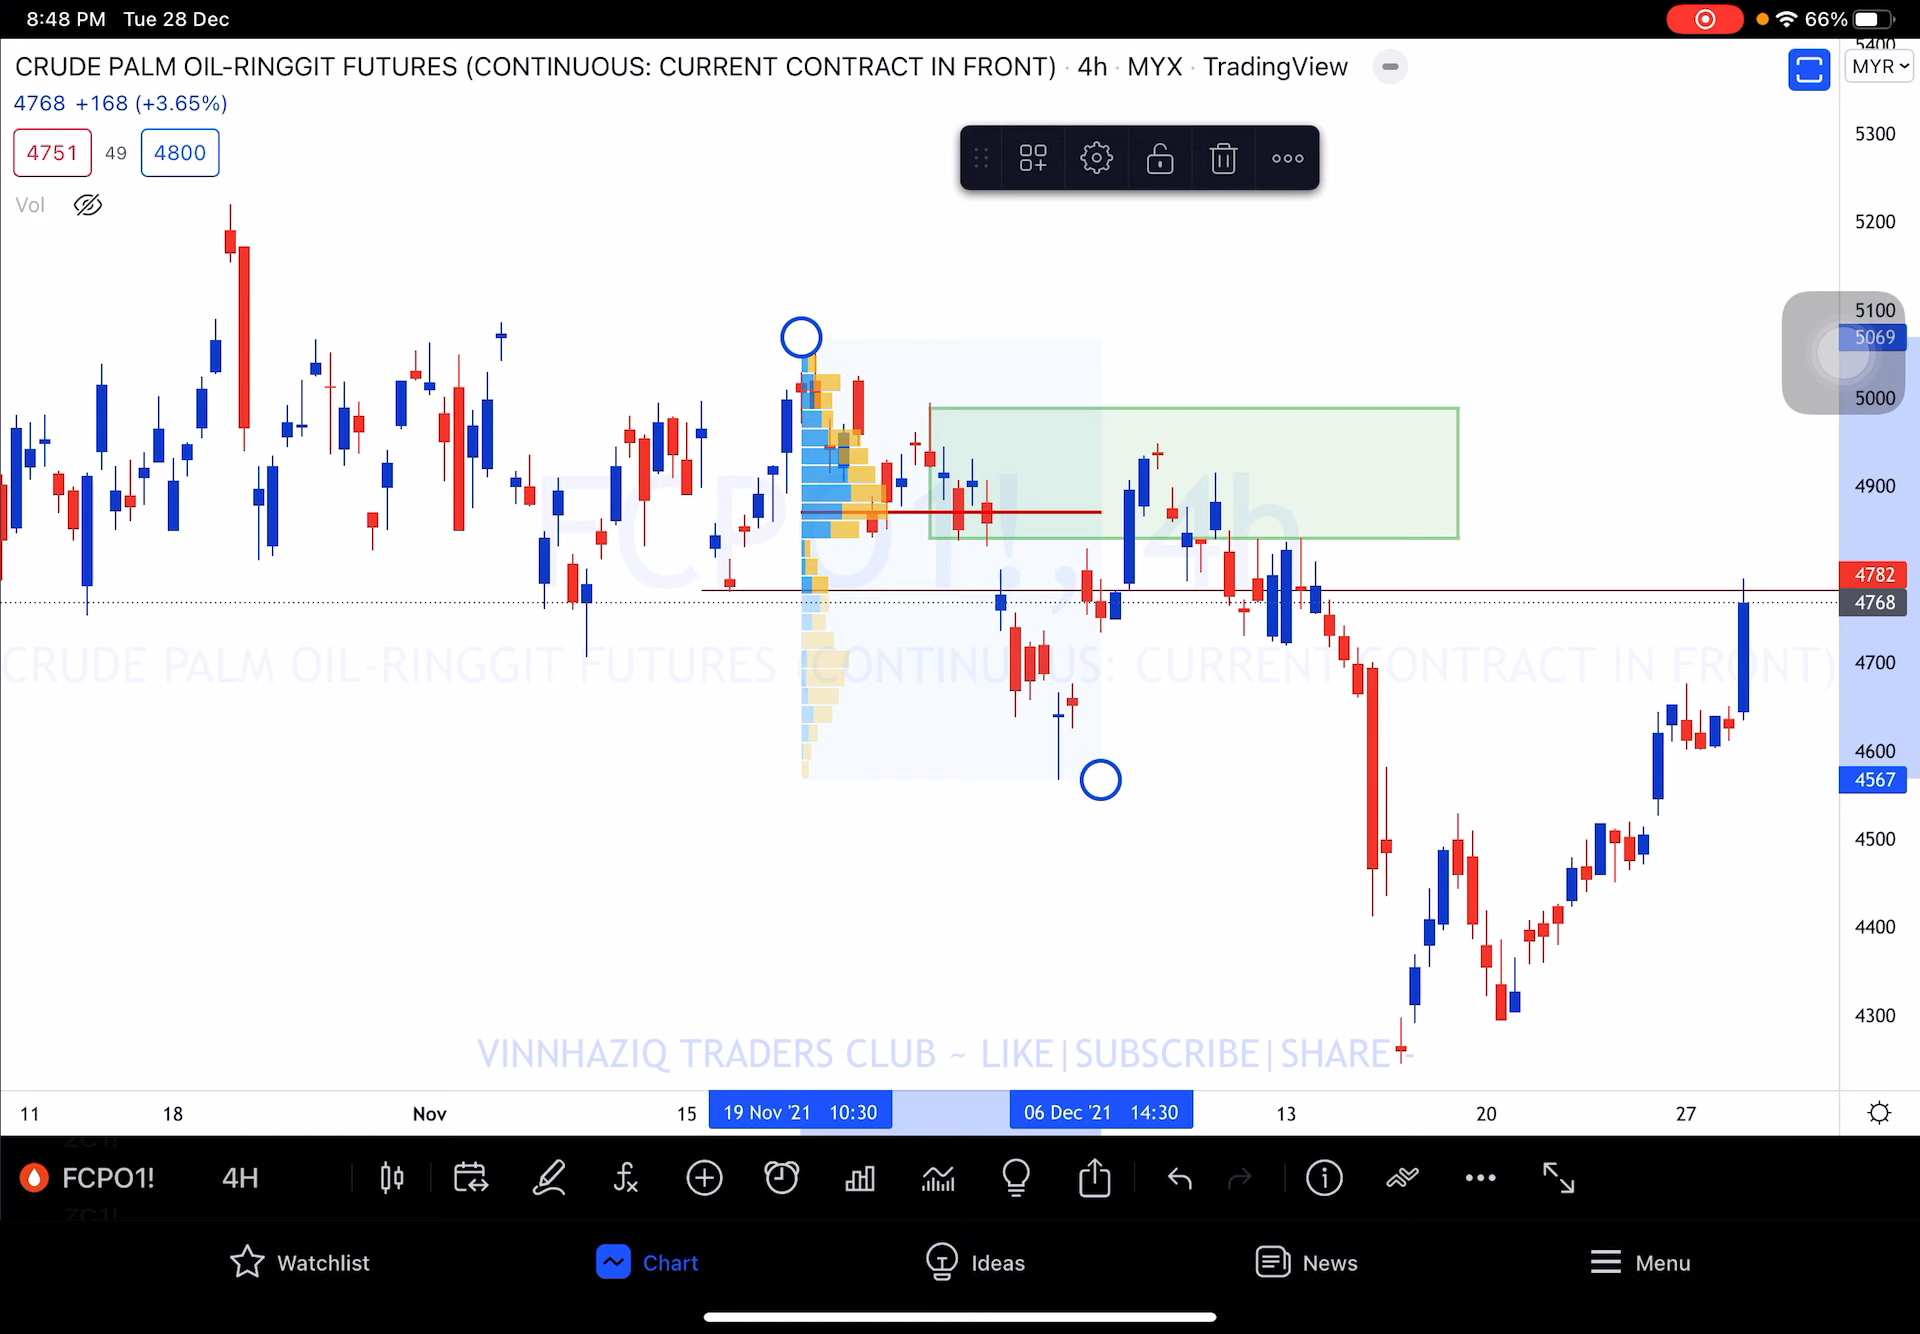 8:48 PM Tue 28 Dec
66%
CRUDE PALM OIL-RINGGIT FUTURES (CONTINUOUS: CURRENT CONTRACT IN FRONT) · 4h · MYX · TradingView
MYR
4768 +168 (+3.65%)
4751 49 4800
Vol
5400
5300
5200
5100
5069
5000
4900
4782
4768
4700
4600
4567
4500
4400
4300
FCPO1!, 4h
CRUDE PALM OIL-RINGGIT FUTURES (CONTINUOUS: CURRENT CONTRACT IN FRONT)
VINNHAZIQ TRADERS CLUB ~ LIKE|SUBSCRIBE|SHARE ~
11 18 Nov 15 19 Nov '21 10:30 06 Dec '21 14:30 13 20 27
ZC1!
FCPO1! 4H
Watchlist Chart Ideas News Menu